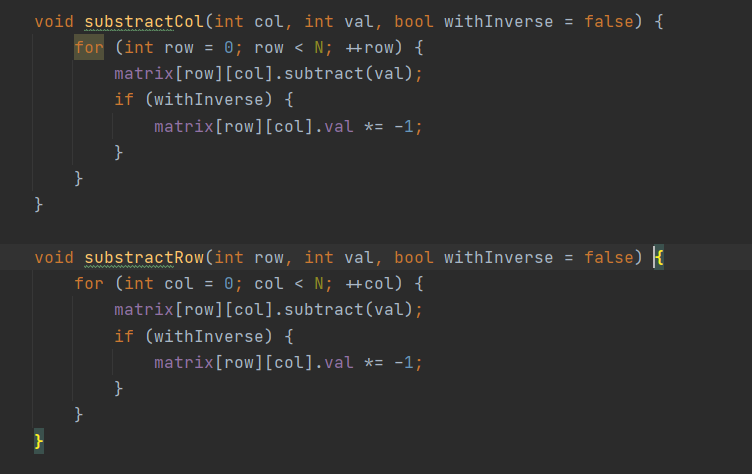 void substractCol(int col, int val, bool withInverse = false) {
    for (int row = 0; row < N; ++row) {
        matrix[row][col].subtract(val);
        if (withInverse) {
            matrix[row][col].val *= -1;
        }
    }
}
void substractRow(int row, int val, bool withInverse = false) {
    for (int col = 0; col < N; ++col) {
        matrix[row][col].subtract(val);
        if (withInverse) {
            matrix[row][col].val *= -1;
        }
    }
}